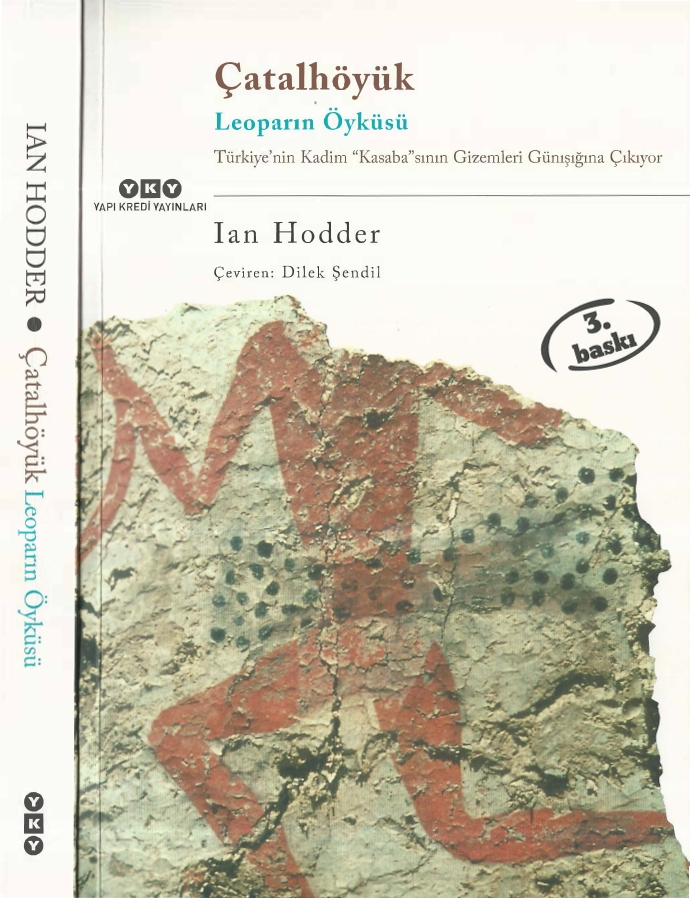 Çatalhöyük
Leoparın Öyküsü
Türkiye'nin Kadim "Kasaba"sının Gizemleri Günışığına Çıkıyor
YKY
YAPI KREDİ YAYINLARI
Ian Hodder
Çeviren: Dilek Şendil
3.
baskı
IAN HODDER • Çatalhöyük Leoparın Öyküsü
YKY